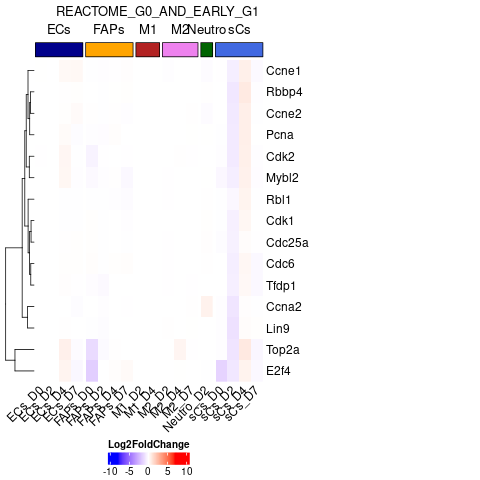 REACTOME_G0_AND_EARLY_G1
ECs FAPs M1 M2 Neutro sCs
Ccne1
Rbbp4
Ccne2
Pcna
Cdk2
Mybl2
Rbl1
Cdk1
Cdc25a
Cdc6
Tfdp1
Ccna2
Lin9
Top2a
E2f4
ECs_D0 ECs_D2 ECs_D4 ECs_D7 FAPs_D0 FAPs_D2 FAPs_D4 FAPs_D7 M1_D2 M1_D4 M2_D2 M2_D4 M2_D7 Neutro_D2 sCs_D0 sCs_D2 sCs_D4 sCs_D7
Log2FoldChange
-10 -5 0 5 10